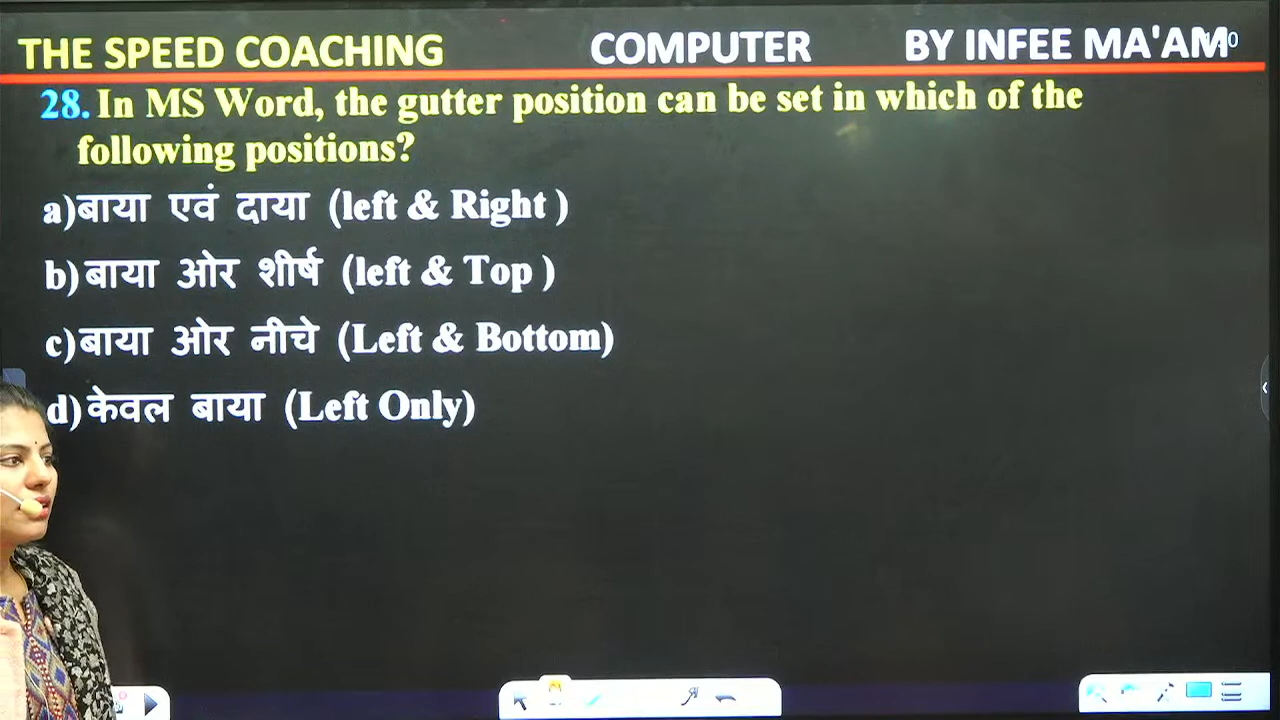 THE SPEED COACHING COMPUTER BY INFEE MA'AM
28. In MS Word, the gutter position can be set in which of the
following positions?
a)बाया एवं दाया (left & Right )
b)बाया ओर शीर्ष (left & Top )
c)बाया ओर नीचे (Left & Bottom)
d)केवल बाया (Left Only)